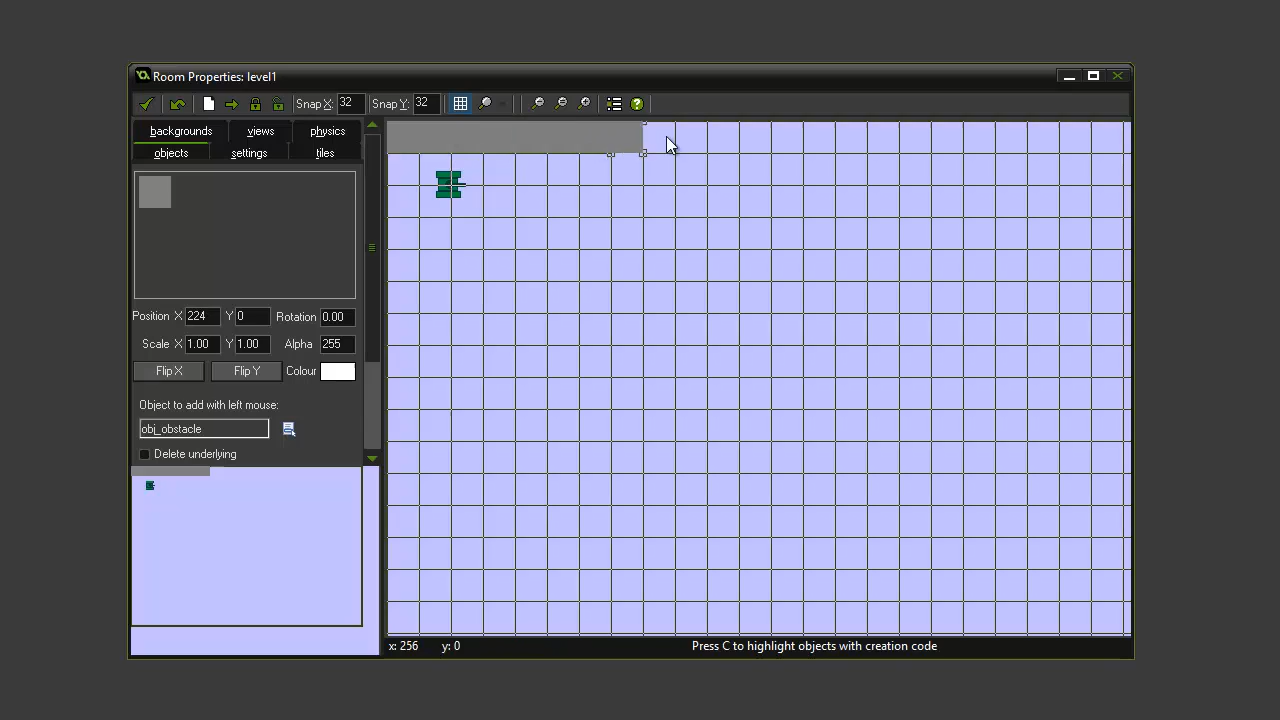 Room Properties: level1
Snap X: 32 Snap Y: 32
backgrounds views physics
objects settings tiles
Position X 224 Y 0 Rotation 0.00
Scale X 1.00 Y 1.00 Alpha 255
Flip X Flip Y Colour
Object to add with left mouse:
obj_obstacle
Delete underlying
x: 256 y: 0 Press C to highlight objects with creation code